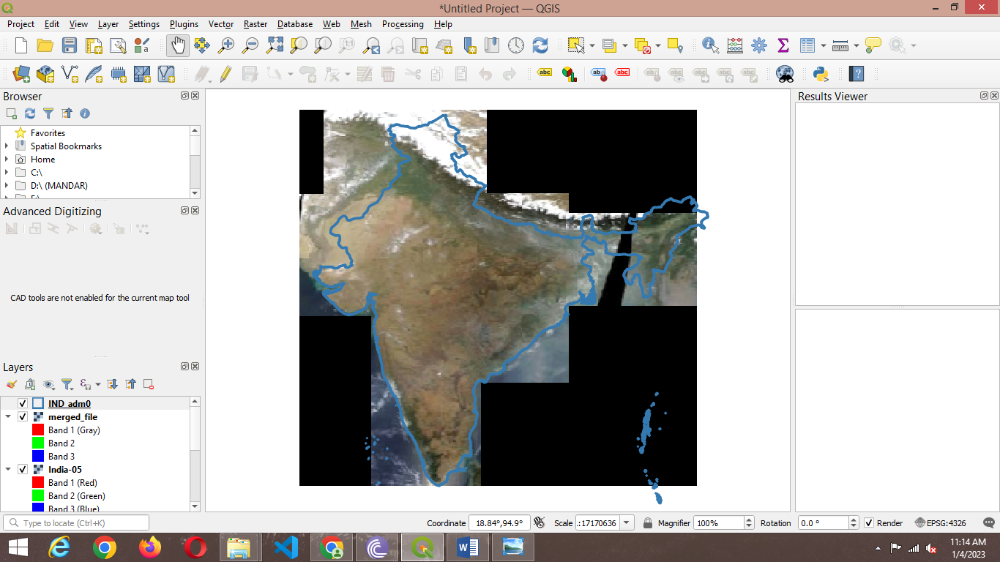 *Untitled Project — QGIS
Project Edit View Layer Settings Plugins Vector Raster Database Web Mesh Processing Help
Browser
Favorites
Spatial Bookmarks
Home
C:\
D:\ (MANDAR)
Advanced Digitizing
CAD tools are not enabled for the current map tool
Layers
IND_adm0
merged_file
Band 1 (Gray)
Band 2
Band 3
India-05
Band 1 (Red)
Band 2 (Green)
Band 3 (Blue)
Results Viewer
Type to locate (Ctrl+K)
Coordinate 18.84°,94.9° Scale .:17170636 Magnifier 100% Rotation 0.0 ° Render EPSG:4326
11:14 AM
1/4/2023